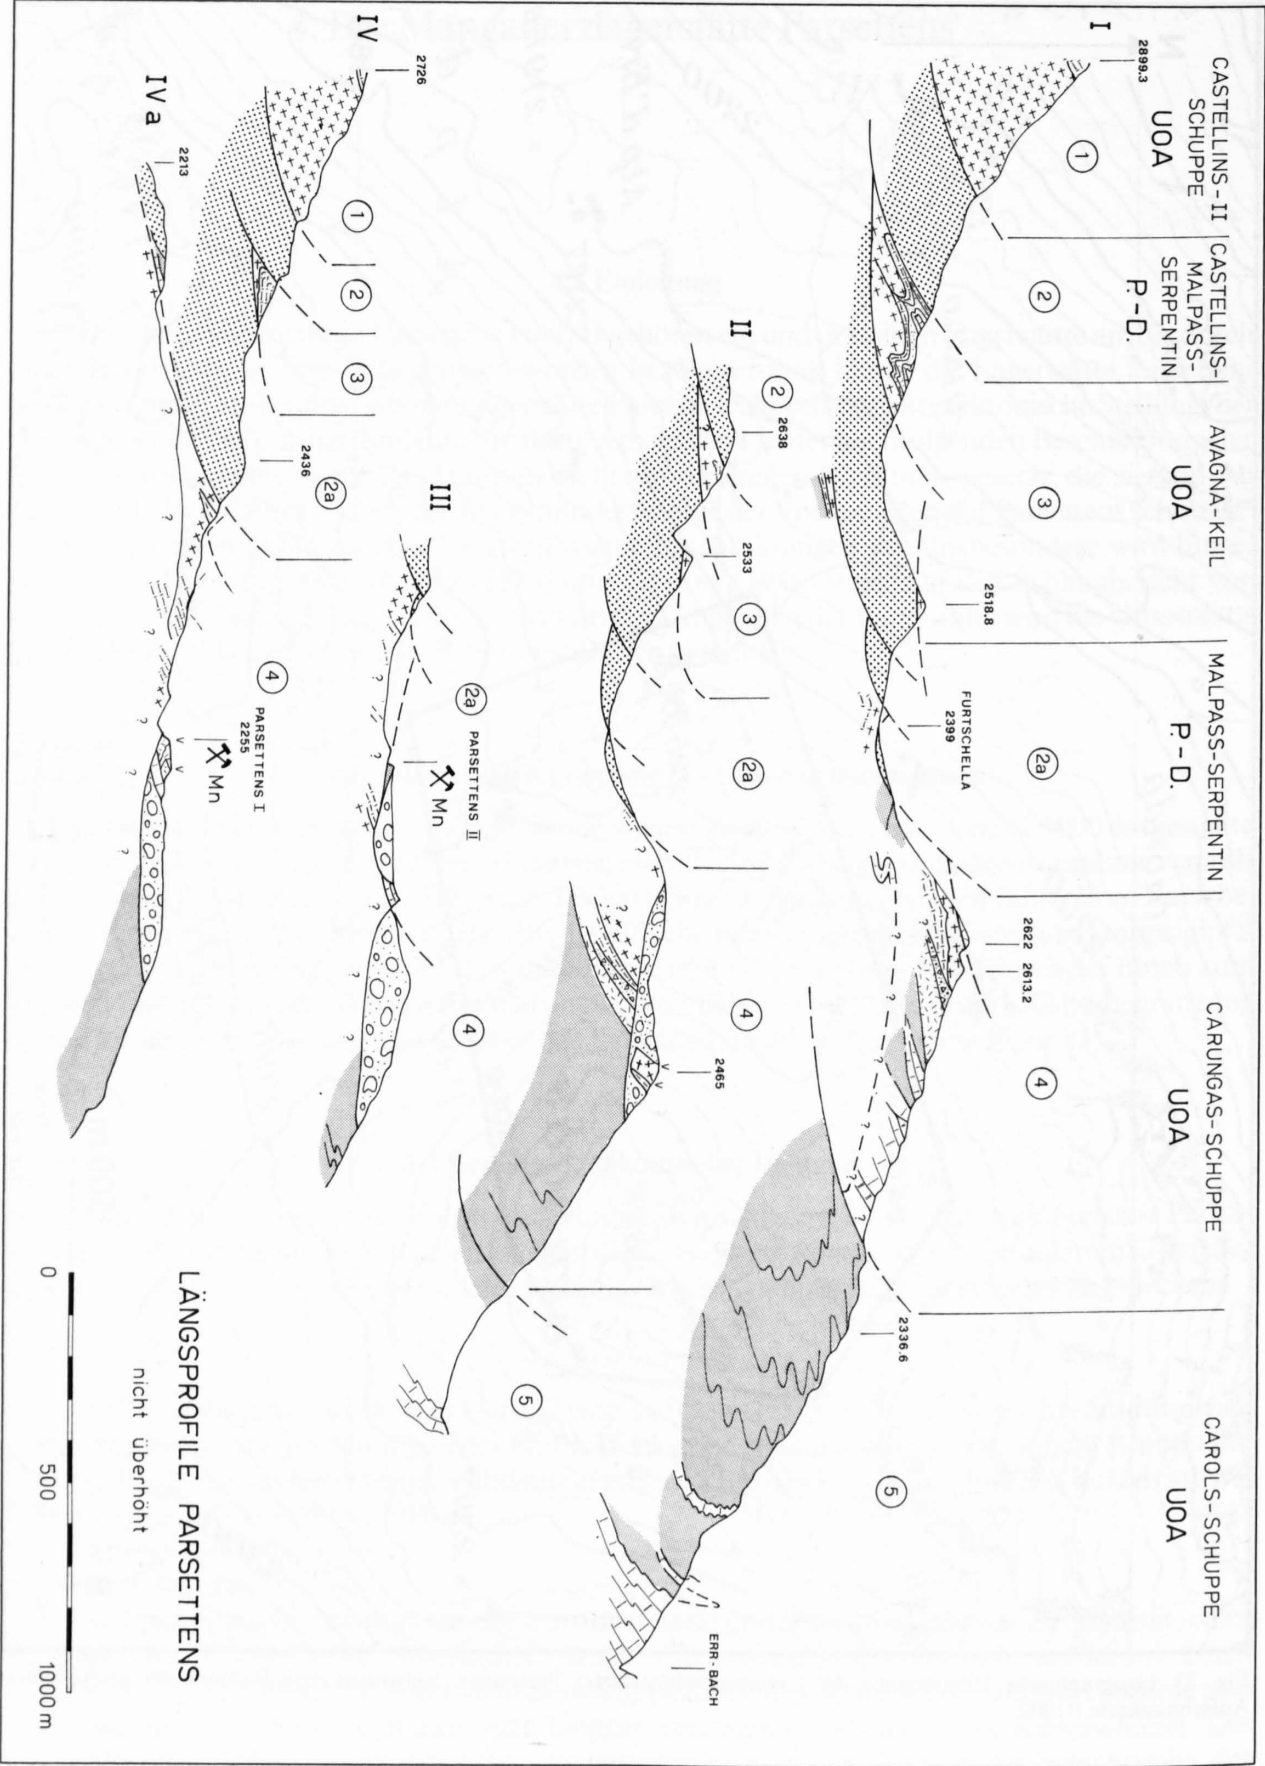 CASTELLINS-II
SCHUPPE
UOA
CASTELLINS-
MALPASS-
SERPENTIN
P.-D.
AVAGNA-KEIL
UOA
MALPASS-SERPENTIN
P.-D.
CARUNGAS-SCHUPPE
UOA
CAROLS-SCHUPPE
UOA
I
2899.3
1
2
3
2518.8
FURTSCHELLA
2399
2a
2622
2613.2
4
2336.6
5
ERR-BACH
II
2
2638
2533
3
2a
4
2465
5
III
2a
PARSETTENS II
Mn
4
IV
2726
1
2
3
2436
2a
IVa
2213
4
PARSETTENS I
2255
Mn
LÄNGSPROFILE PARSETTENS
nicht überhöht
0
500
1000 m